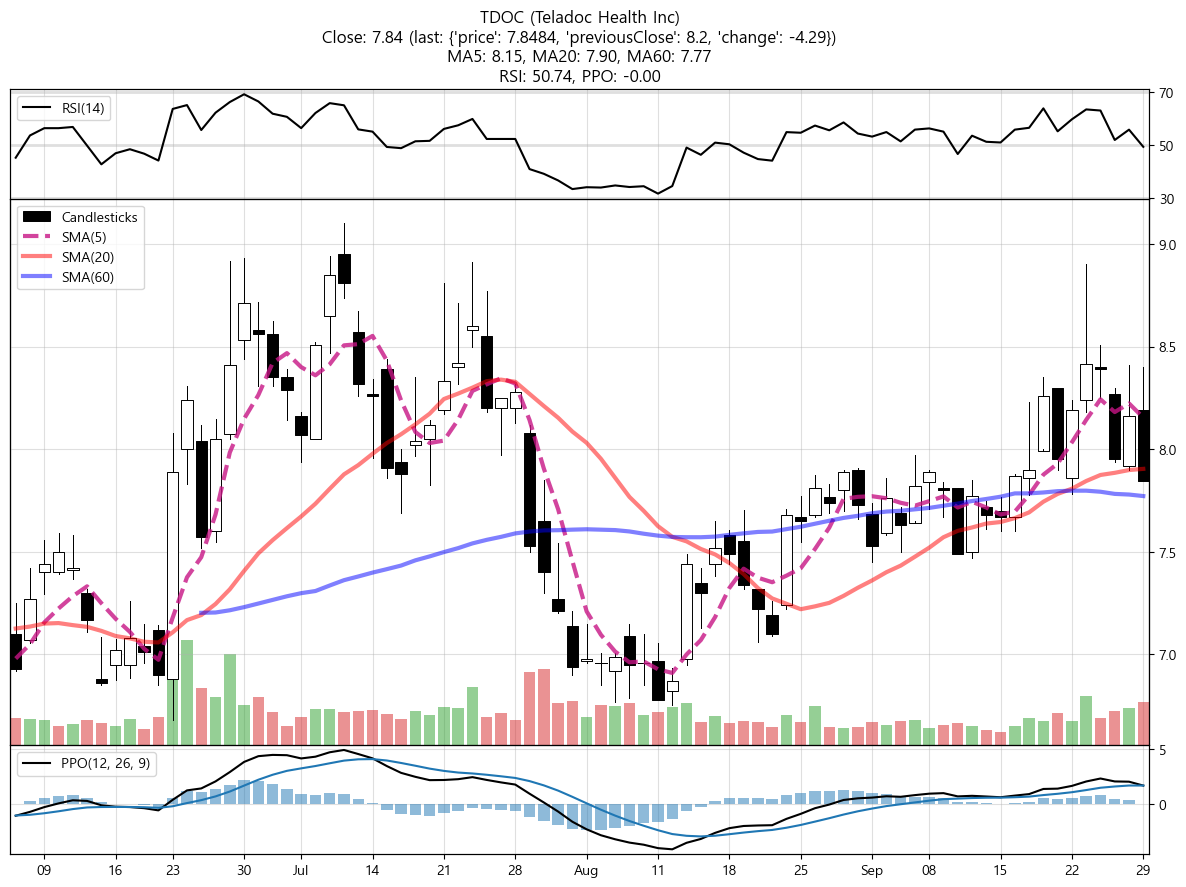 TDOC (Teladoc Health Inc)
Close: 7.84 (last: {'price': 7.8484, 'previousClose': 8.2, 'change': -4.29})
MA5: 8.15, MA20: 7.90, MA60: 7.77
RSI: 50.74, PPO: -0.00
RSI(14)
70
50
30
Candlesticks
SMA(5)
SMA(20)
SMA(60)
9.0
8.5
8.0
7.5
7.0
PPO(12, 26, 9)
5
0
09 16 23 30 Jul 14 21 28 Aug 11 18 25 Sep 08 15 22 29